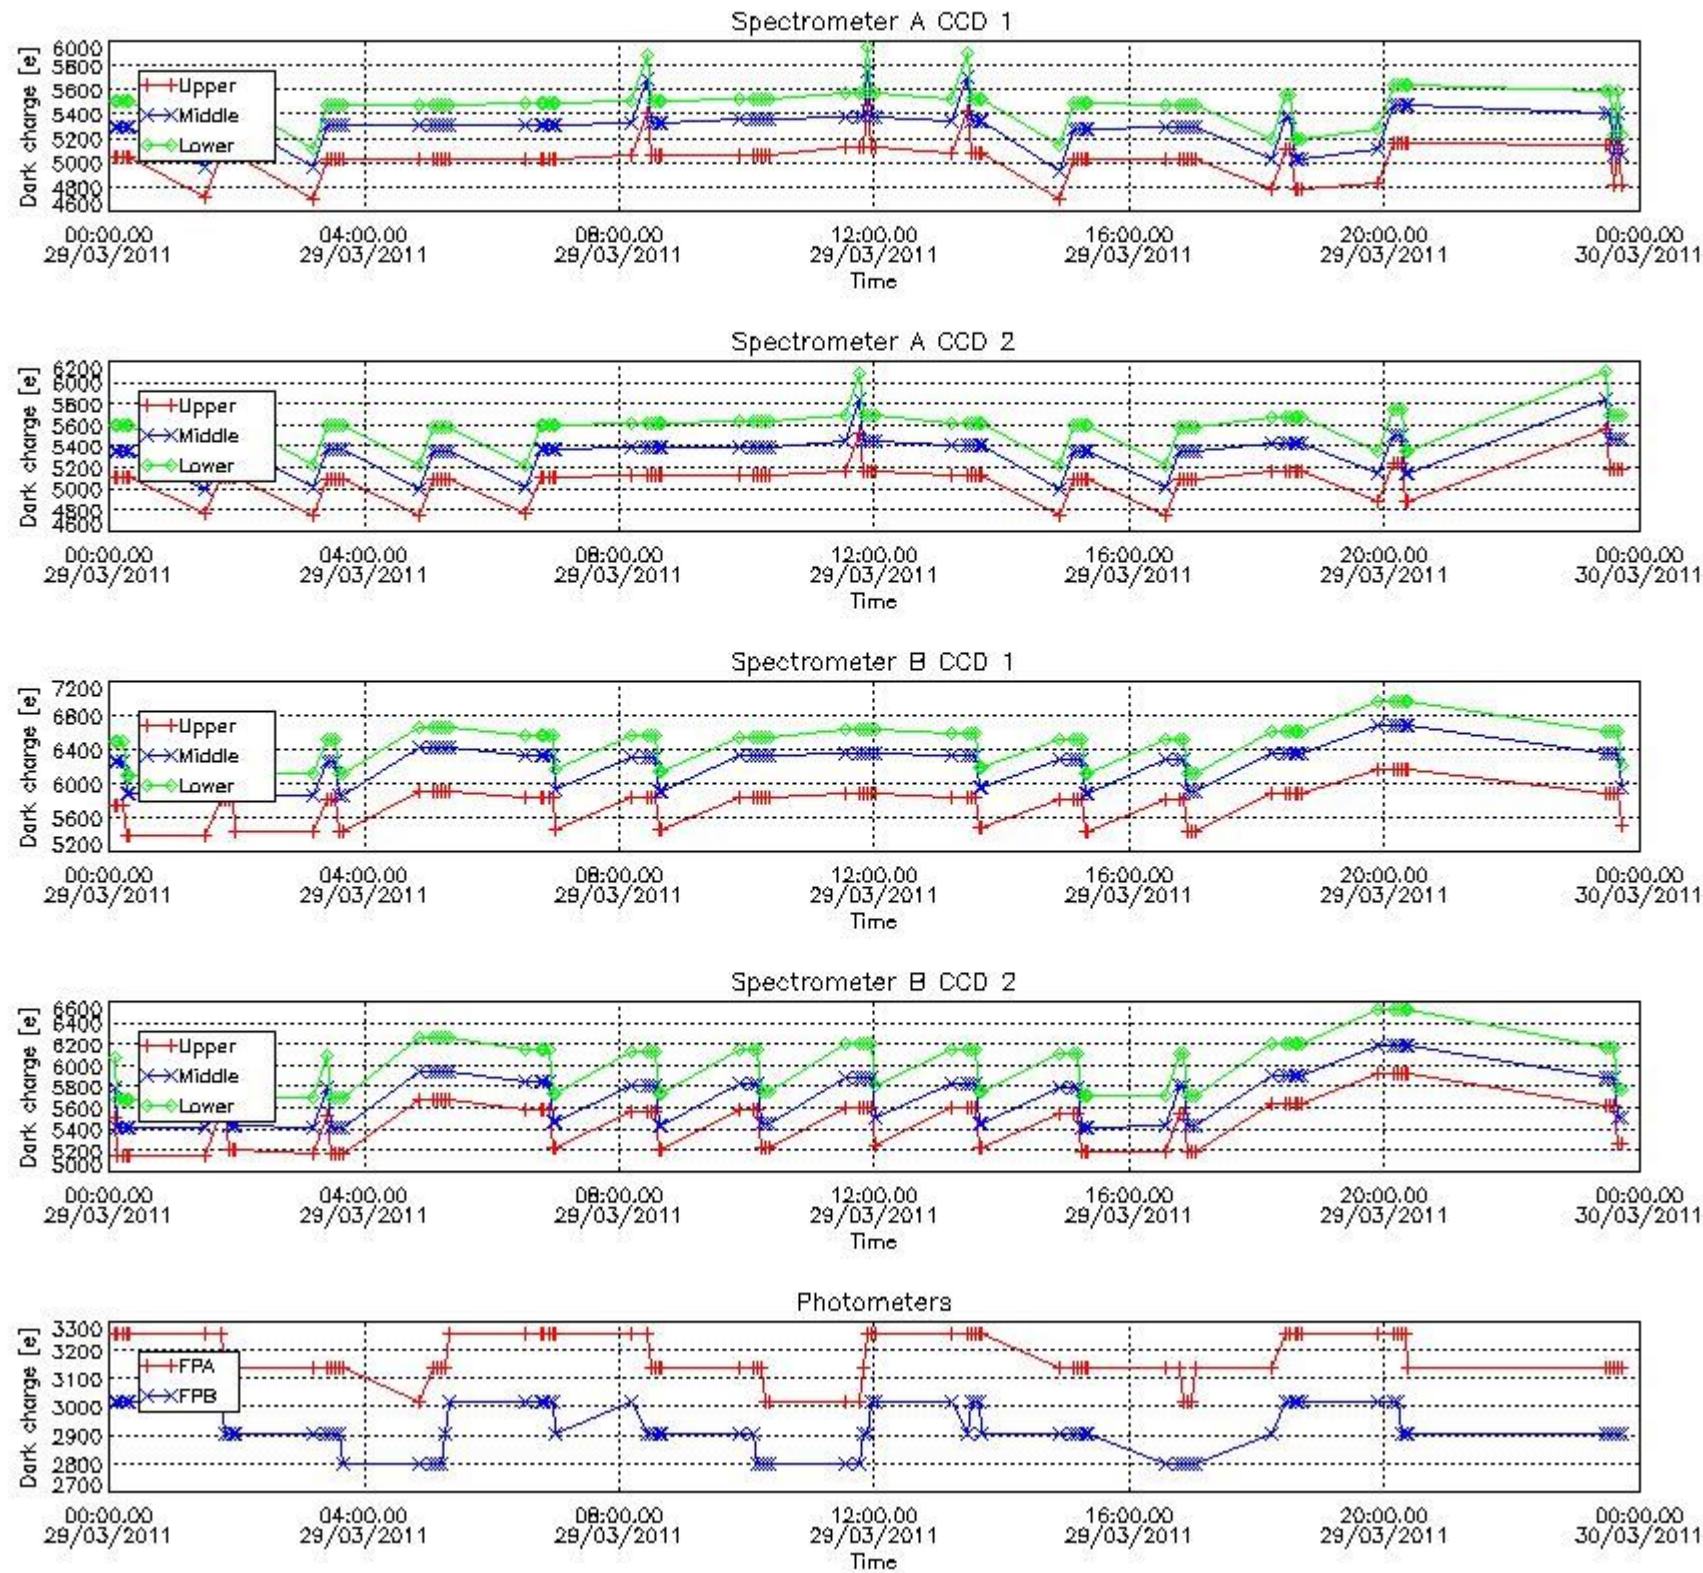 Spectrometer A CCD 1
Dark charge [e]
6000
5800
5600
5400
5200
5000
4800
4600
Upper
Middle
Lower
00:00.00 04:00.00 08:00.00 12:00.00 16:00.00 20:00.00 00:00.00
29/03/2011 29/03/2011 29/03/2011 29/03/2011 29/03/2011 29/03/2011 30/03/2011
Time
Spectrometer A CCD 2
Dark charge [e]
6200
6000
5800
5600
5400
5200
5000
4800
4600
Upper
Middle
Lower
00:00.00 04:00.00 08:00.00 12:00.00 16:00.00 20:00.00 00:00.00
29/03/2011 29/03/2011 29/03/2011 29/03/2011 29/03/2011 29/03/2011 30/03/2011
Time
Spectrometer B CCD 1
Dark charge [e]
7200
6800
6400
6000
5600
5200
Upper
Middle
Lower
00:00.00 04:00.00 08:00.00 12:00.00 16:00.00 20:00.00 00:00.00
29/03/2011 29/03/2011 29/03/2011 29/03/2011 29/03/2011 29/03/2011 30/03/2011
Time
Spectrometer B CCD 2
Dark charge [e]
6600
6400
6200
6000
5800
5600
5400
5200
5000
Upper
Middle
Lower
00:00.00 04:00.00 08:00.00 12:00.00 16:00.00 20:00.00 00:00.00
29/03/2011 29/03/2011 29/03/2011 29/03/2011 29/03/2011 29/03/2011 30/03/2011
Time
Photometers
Dark charge [e]
3300
3200
3100
3000
2900
2800
2700
FPA
FPB
00:00.00 04:00.00 08:00.00 12:00.00 16:00.00 20:00.00 00:00.00
29/03/2011 29/03/2011 29/03/2011 29/03/2011 29/03/2011 29/03/2011 30/03/2011
Time